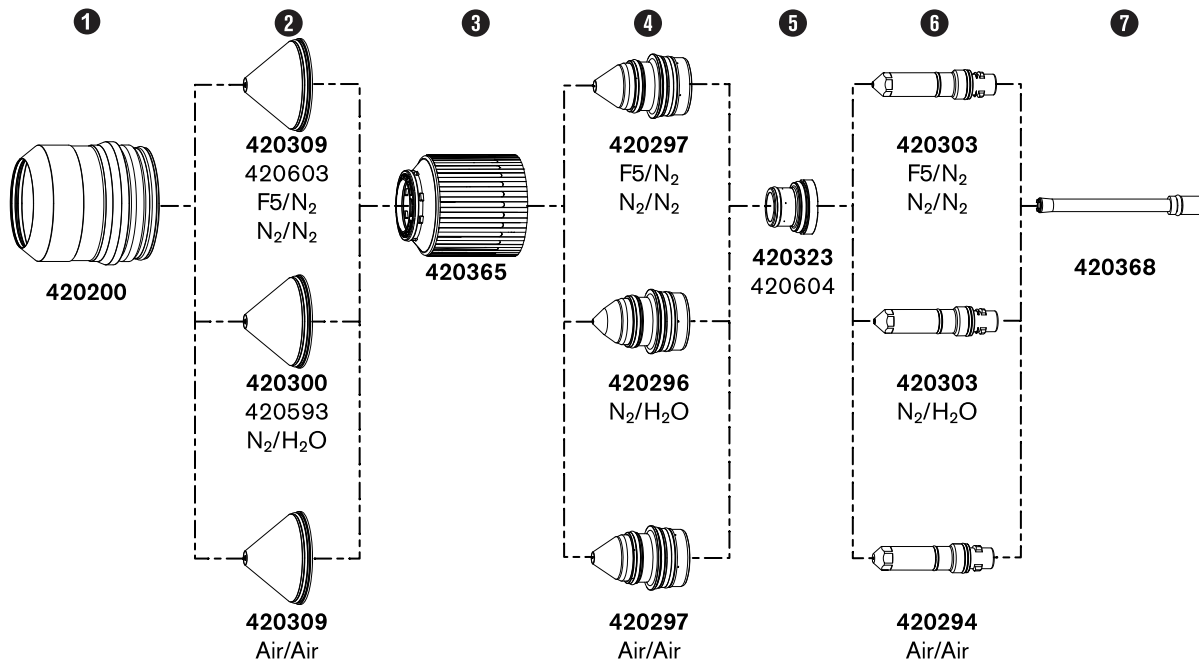 1
2
3
4
5
6
7
420200
420309
420603
F5/N₂
N₂/N₂
420300
420593
N₂/H₂O
420309
Air/Air
420365
420297
F5/N₂
N₂/N₂
420296
N₂/H₂O
420297
Air/Air
420323
420604
420303
F5/N₂
N₂/N₂
420303
N₂/H₂O
420294
Air/Air
420368